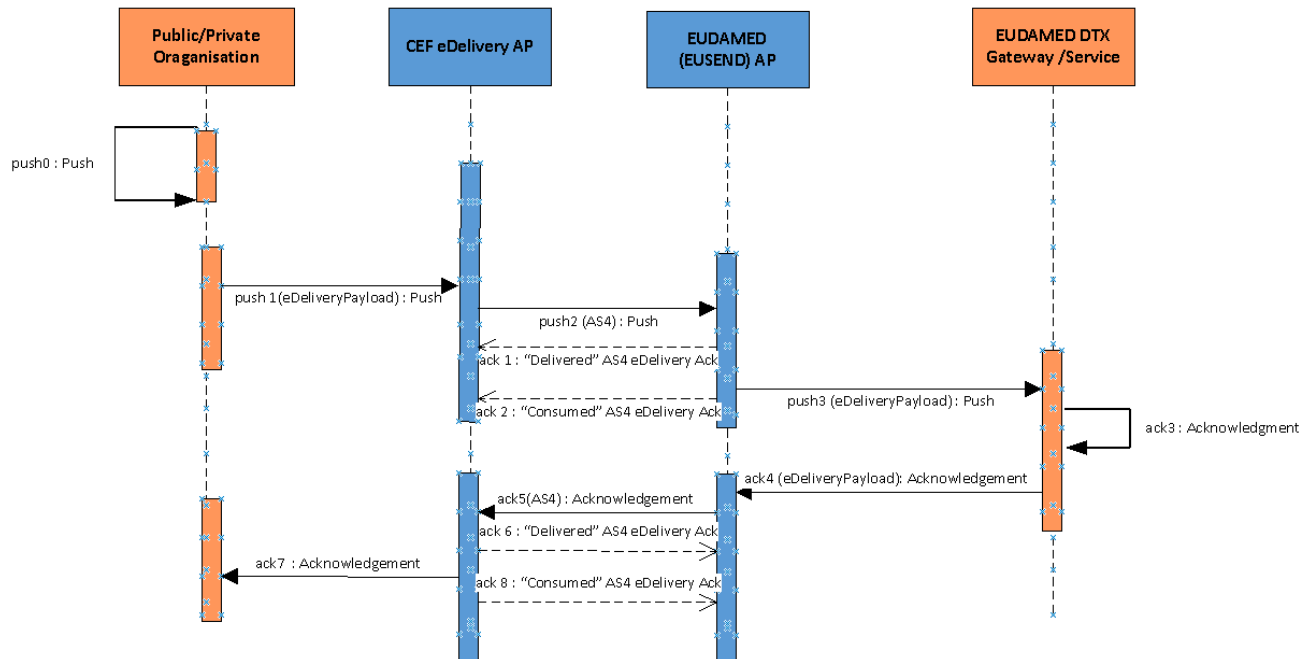 Public/Private
Oraganisation
CEF eDelivery AP
EUDAMED
(EUSEND) AP
EUDAMED DTX
Gateway /Service
push0 : Push
push 1(eDeliveryPayload) : Push
push2 (AS4) : Push
ack 1 : “Delivered” AS4 eDelivery Ack
push3 (eDeliveryPayload) : Push
ack 2 : “Consumed” AS4 eDelivery Ack
ack3 : Acknowledgment
ack4 (eDeliveryPayload): Acknowledgement
ack5(AS4) : Acknowledgement
ack 6 : “Delivered” AS4 eDelivery Ack
ack7 : Acknowledgement
ack 8 : “Consumed” AS4 eDelivery Ack